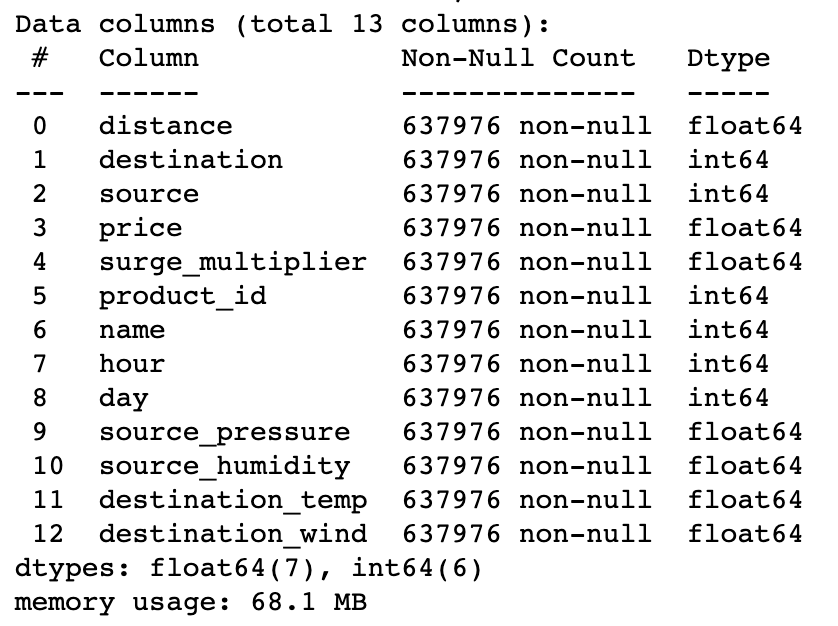 Data columns (total 13 columns):
 #   Column              Non-Null Count   Dtype
---  ------              --------------   -----
 0   distance            637976 non-null  float64
 1   destination         637976 non-null  int64
 2   source              637976 non-null  int64
 3   price               637976 non-null  float64
 4   surge_multiplier    637976 non-null  float64
 5   product_id          637976 non-null  int64
 6   name                637976 non-null  int64
 7   hour                637976 non-null  int64
 8   day                 637976 non-null  int64
 9   source_pressure     637976 non-null  float64
 10  source_humidity     637976 non-null  float64
 11  destination_temp    637976 non-null  float64
 12  destination_wind    637976 non-null  float64
dtypes: float64(7), int64(6)
memory usage: 68.1 MB